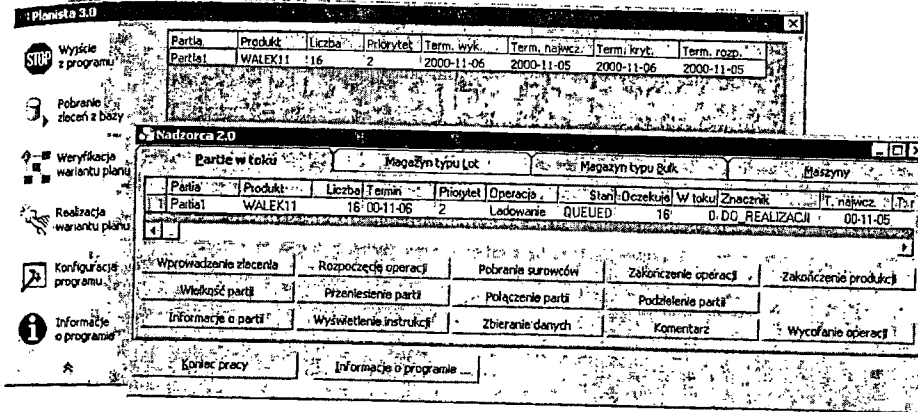 Planista 3.0
Wyjście z programu
Partia Produkt Liczba Priorytet Term. wyk. Term. najwcz. Term. kryt. Term. rozp.
Partia1 WALEK11 16 2 2000-11-06 2000-11-05 2000-11-06 2000-11-05
Pobranie zleceń z bazy
Weryfikacja wariantu planu
Realizacja wariantu planu
Konfiguracja programu
Informacje o programie
Nadzorca 2.0
Partie w toku Magazyn typu Lot Magazyn typu Bulk Maszyny
Partia Produkt Liczba Termin Priorytet Operacja Stan Oczekuje W toku Znacznik T. najwcz.
1 Partia1 WALEK11 16 00-11-06 2 Ladowanie QUEUED 16 0 DO_REALIZACJI 00-11-05
Wprowadzanie zlecenia Rozpoczęcie operacji Pobranie surowców Zakończenie operacji Zakończenie produkcji
Wielkość partii Przeniesienie partii Połączenie partii Podzielenie partii
Informacje o partii Wyświetlenie instrukcji Zbieranie danych Komentarz Wycofanie operacji
Koniec pracy Informacje o programie ...